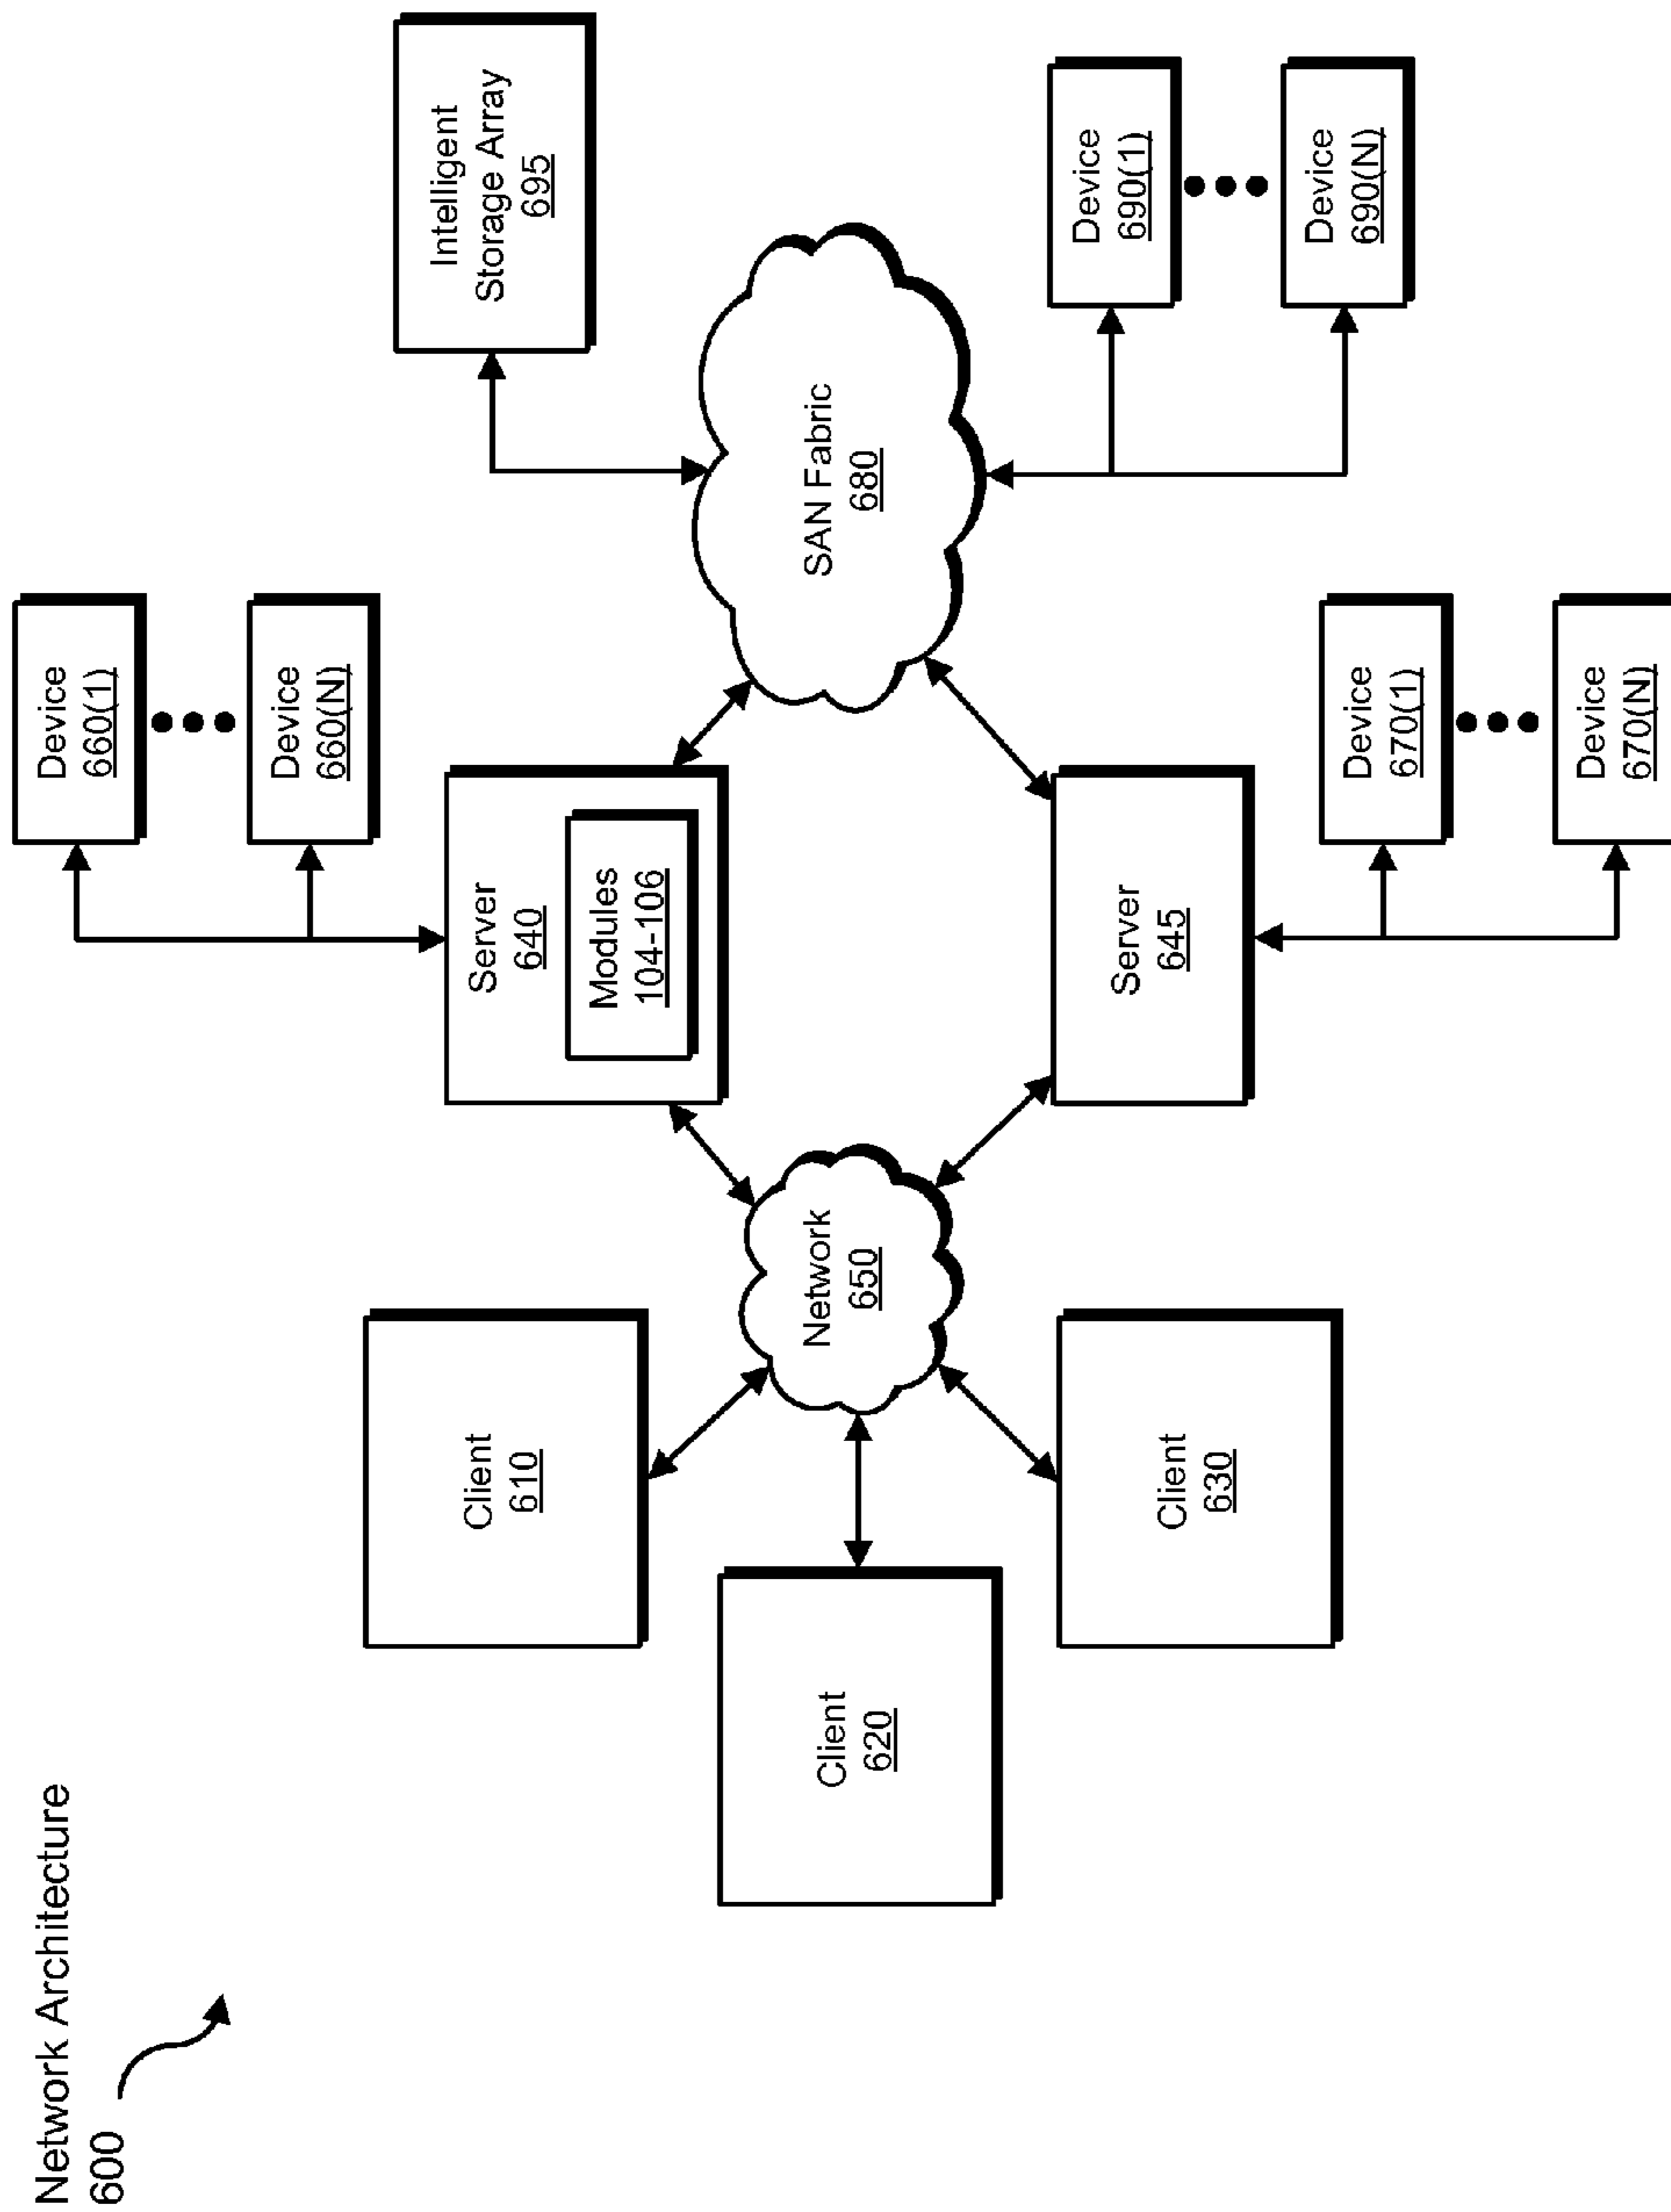 Network Architecture
600
Device
660(1)
Device
660(N)
Intelligent
Storage Array
695
Server
640
Modules
104-106
Client
610
Client
620
Network
650
SAN Fabric
680
Device
690(1)
Device
690(N)
Server
645
Client
630
Device
670(1)
Device
670(N)